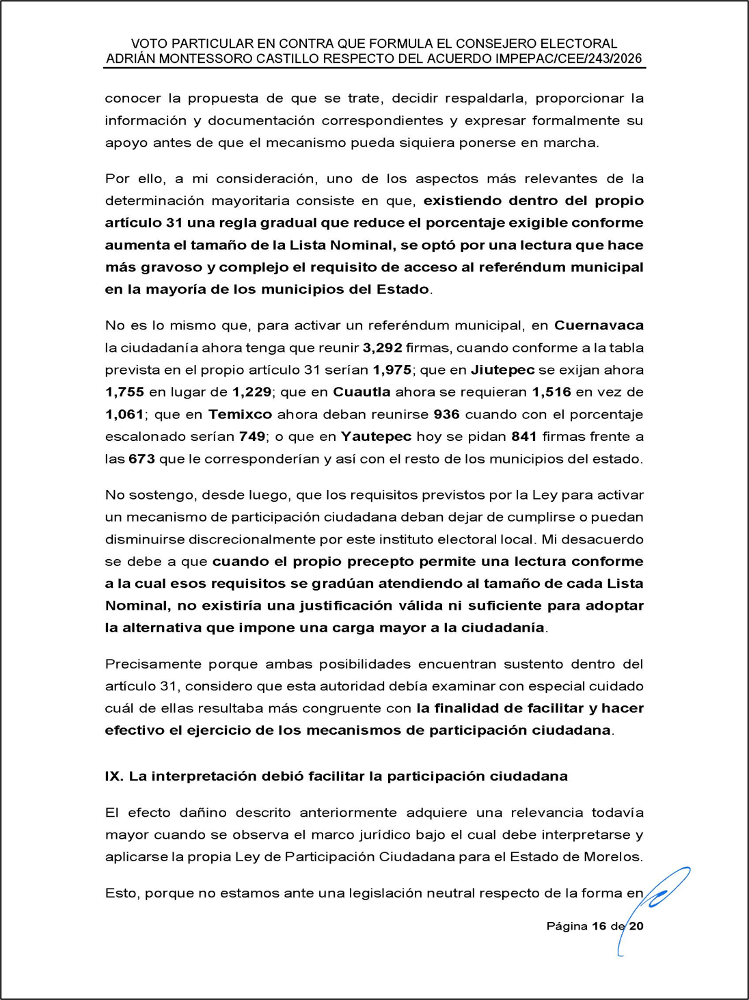 VOTO PARTICULAR EN CONTRA QUE FORMULA EL CONSEJERO ELECTORAL
ADRIÁN MONTESSORO CASTILLO RESPECTO DEL ACUERDO IMPEPAC/CEE/243/2026
conocer la propuesta de que se trate, decidir respaldarla, proporcionar la
información y documentación correspondientes y expresar formalmente su
apoyo antes de que el mecanismo pueda siquiera ponerse en marcha.
Por ello, a mi consideración, uno de los aspectos más relevantes de la
determinación mayoritaria consiste en que, existiendo dentro del propio
artículo 31 una regla gradual que reduce el porcentaje exigible conforme
aumenta el tamaño de la Lista Nominal, se optó por una lectura que hace
más gravoso y complejo el requisito de acceso al referéndum municipal
en la mayoría de los municipios del Estado.
No es lo mismo que, para activar un referéndum municipal, en Cuernavaca
la ciudadanía ahora tenga que reunir 3,292 firmas, cuando conforme a la tabla
prevista en el propio artículo 31 serían 1,975; que en Jiutepec se exijan ahora
1,755 en lugar de 1,229; que en Cuautla ahora se requieran 1,516 en vez de
1,061; que en Temixco ahora deban reunirse 936 cuando con el porcentaje
escalonado serían 749; o que en Yautepec hoy se pidan 841 firmas frente a
las 673 que le corresponderían y así con el resto de los municipios del estado.
No sostengo, desde luego, que los requisitos previstos por la Ley para activar
un mecanismo de participación ciudadana deban dejar de cumplirse o puedan
disminuirse discrecionalmente por este instituto electoral local. Mi desacuerdo
se debe a que cuando el propio precepto permite una lectura conforme
a la cual esos requisitos se gradúan atendiendo al tamaño de cada Lista
Nominal, no existiría una justificación válida ni suficiente para adoptar
la alternativa que impone una carga mayor a la ciudadanía.
Precisamente porque ambas posibilidades encuentran sustento dentro del
artículo 31, considero que esta autoridad debía examinar con especial cuidado
cuál de ellas resultaba más congruente con la finalidad de facilitar y hacer
efectivo el ejercicio de los mecanismos de participación ciudadana.
IX. La interpretación debió facilitar la participación ciudadana
El efecto dañino descrito anteriormente adquiere una relevancia todavía
mayor cuando se observa el marco jurídico bajo el cual debe interpretarse y
aplicarse la propia Ley de Participación Ciudadana para el Estado de Morelos.
Esto, porque no estamos ante una legislación neutral respecto de la forma en
Página 16 de 20